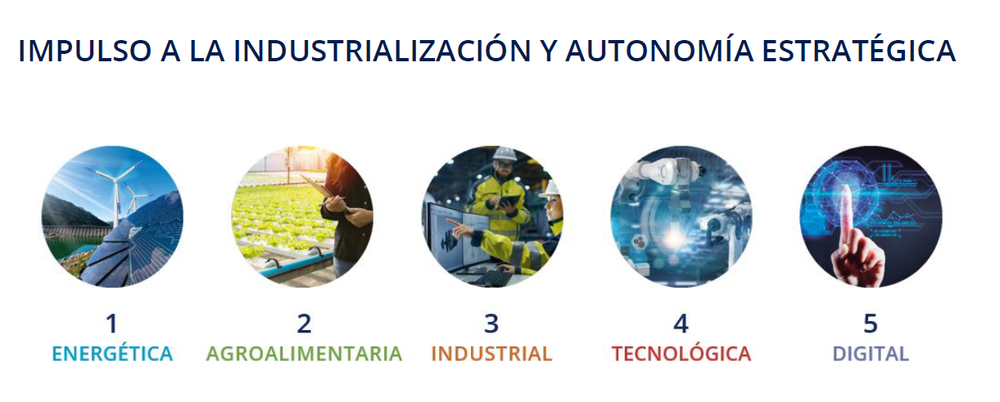 IMPULSO A LA INDUSTRIALIZACIÓN Y AUTONOMÍA ESTRATÉGICA
1
ENERGÉTICA
2
AGROALIMENTARIA
3
INDUSTRIAL
4
TECNOLÓGICA
5
DIGITAL